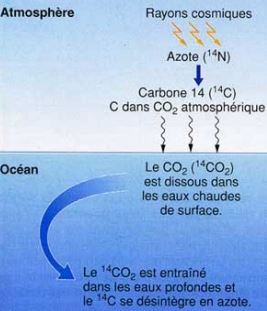 Atmosphère
Rayons cosmiques
Azote (¹⁴N)
Carbone 14 (¹⁴C)
C dans CO₂ atmosphérique
Océan
Le CO₂ (¹⁴CO₂)
est dissous dans
les eaux chaudes
de surface.
Le ¹⁴CO₂ est entraîné
dans les eaux profondes et
le ¹⁴C se désintègre en azote.